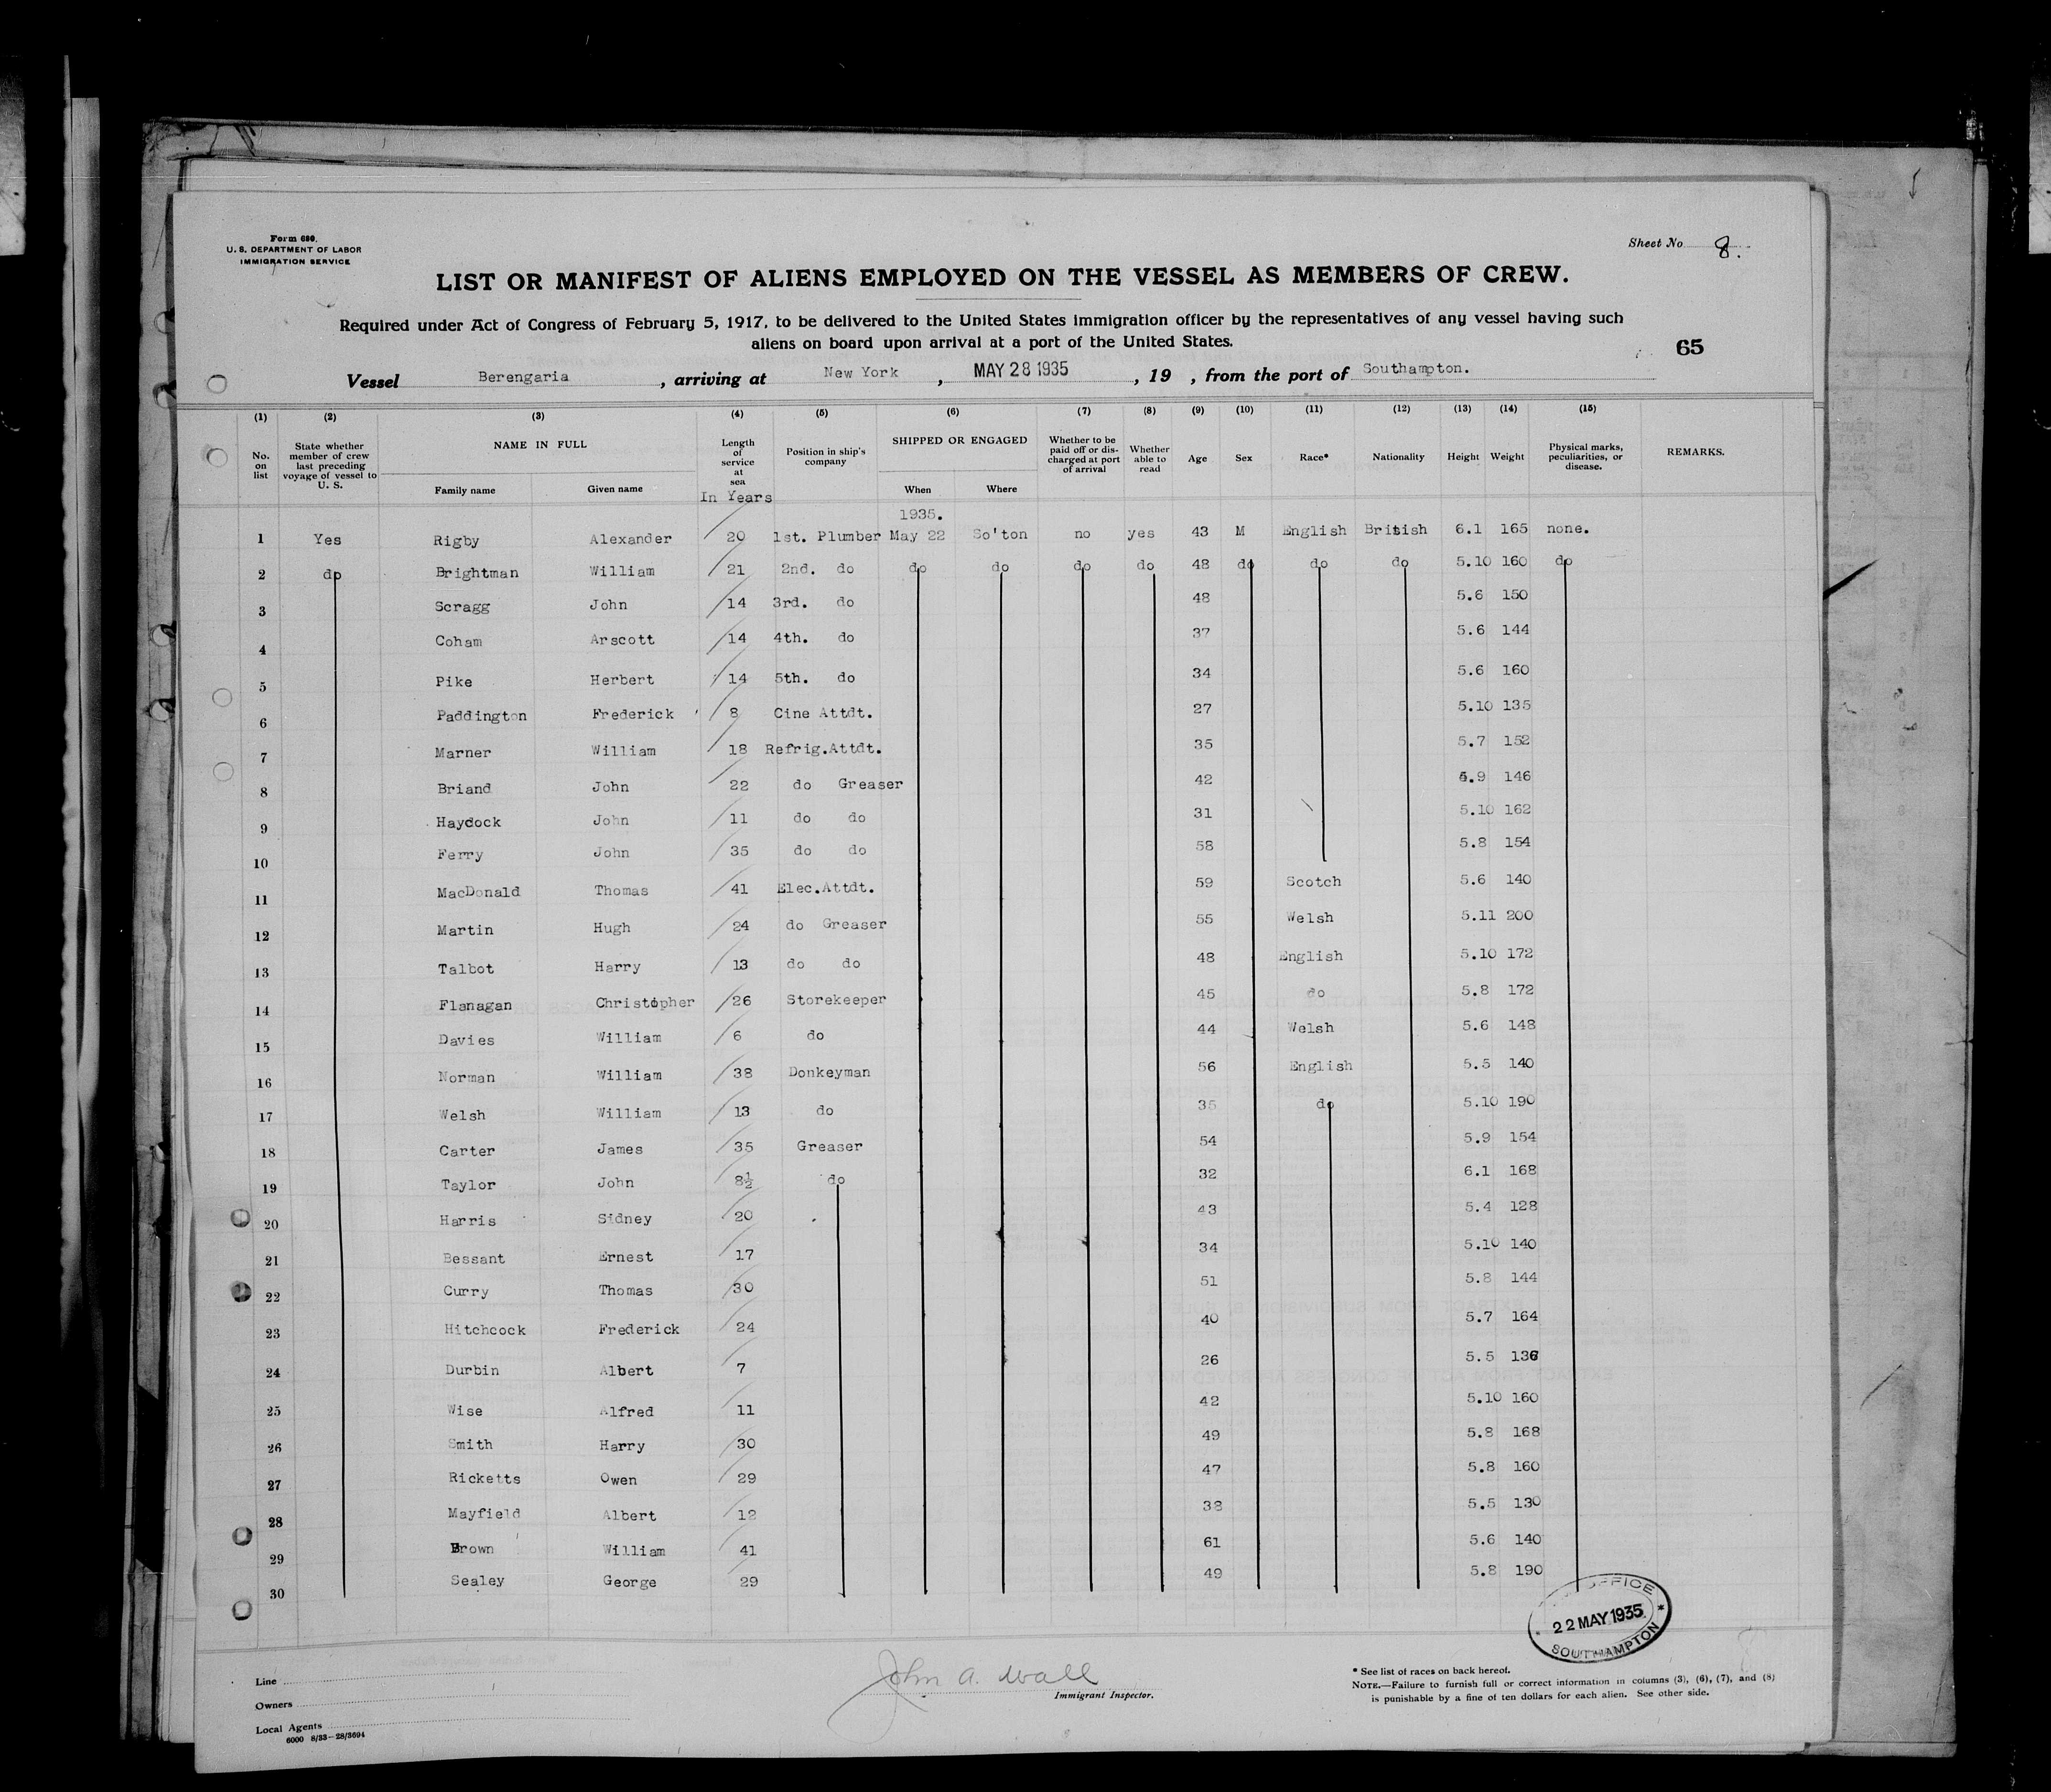 Form 680.
U. S. DEPARTMENT OF LABOR
IMMIGRATION SERVICE
Sheet No 8.
LIST OR MANIFEST OF ALIENS EMPLOYED ON THE VESSEL AS MEMBERS OF CREW.
Required under Act of Congress of February 5, 1917, to be delivered to the United States immigration officer by the representatives of any vessel having such
aliens on board upon arrival at a port of the United States.
65
Vessel Berengaria, arriving at New York, MAY 28 1935, 19 , from the port of Southampton.
(1) (2) (3) (4) (5) (6) (7) (8) (9) (10) (11) (12) (13) (14) (15)
No. on list State whether member of crew last preceding voyage of vessel to U. S. NAME IN FULL Family name Given name Length of service at sea In Years Position in ship's company SHIPPED OR ENGAGED When Where Whether to be paid off or discharged at port of arrival Whether able to read Age Sex Race* Nationality Height Weight Physical marks, peculiarities, or disease. REMARKS.
1935.
1 Yes Rigby Alexander 20 1st. Plumber May 22 So'ton no yes 43 M English British 6.1 165 none.
2 do Brightman William 21 2nd. do do do do do 48 do do do 5.10 160 do
3 Scragg John 14 3rd. do 48 5.6 150
4 Coham Arscott 14 4th. do 37 5.6 144
5 Pike Herbert 14 5th. do 34 5.6 160
6 Paddington Frederick 8 Cine Attdt. 27 5.10 135
7 Marner William 18 Refrig.Attdt. 35 5.7 152
8 Briand John 22 do Greaser 42 5.9 146
9 Haydock John 11 do do 31 5.10 162
10 Ferry John 35 do do 58 5.8 154
11 MacDonald Thomas 41 Elec.Attdt. 59 Scotch 5.6 140
12 Martin Hugh 24 do Greaser 55 Welsh 5.11 200
13 Talbot Harry 13 do do 48 English 5.10 172
14 Flanagan Christopher 26 Storekeeper 45 do 5.8 172
15 Davies William 6 do 44 Welsh 5.6 148
16 Norman William 38 Donkeyman 56 English 5.5 140
17 Welsh William 13 do 35 do 5.10 190
18 Carter James 35 Greaser 54 5.9 154
19 Taylor John 8½ do 32 6.1 168
20 Harris Sidney 20 43 5.4 128
21 Bessant Ernest 17 34 5.10 140
22 Curry Thomas 30 51 5.8 144
23 Hitchcock Frederick 24 40 5.7 164
24 Durbin Albert 7 26 5.5 136
25 Wise Alfred 11 42 5.10 160
26 Smith Harry 30 49 5.8 168
27 Ricketts Owen 29 47 5.8 160
28 Mayfield Albert 12 38 5.5 130
29 Brown William 41 61 5.6 140
30 Sealey George 29 49 5.8 190
OFFICE
22 MAY 1935
SOUTHAMPTON
Line
Owners
Local Agents
6000 8/33—28/3694
John A. Wall
Immigrant Inspector.
* See list of races on back hereof.
NOTE.—Failure to furnish full or correct information in columns (3), (6), (7), and (8)
is punishable by a fine of ten dollars for each alien. See other side.